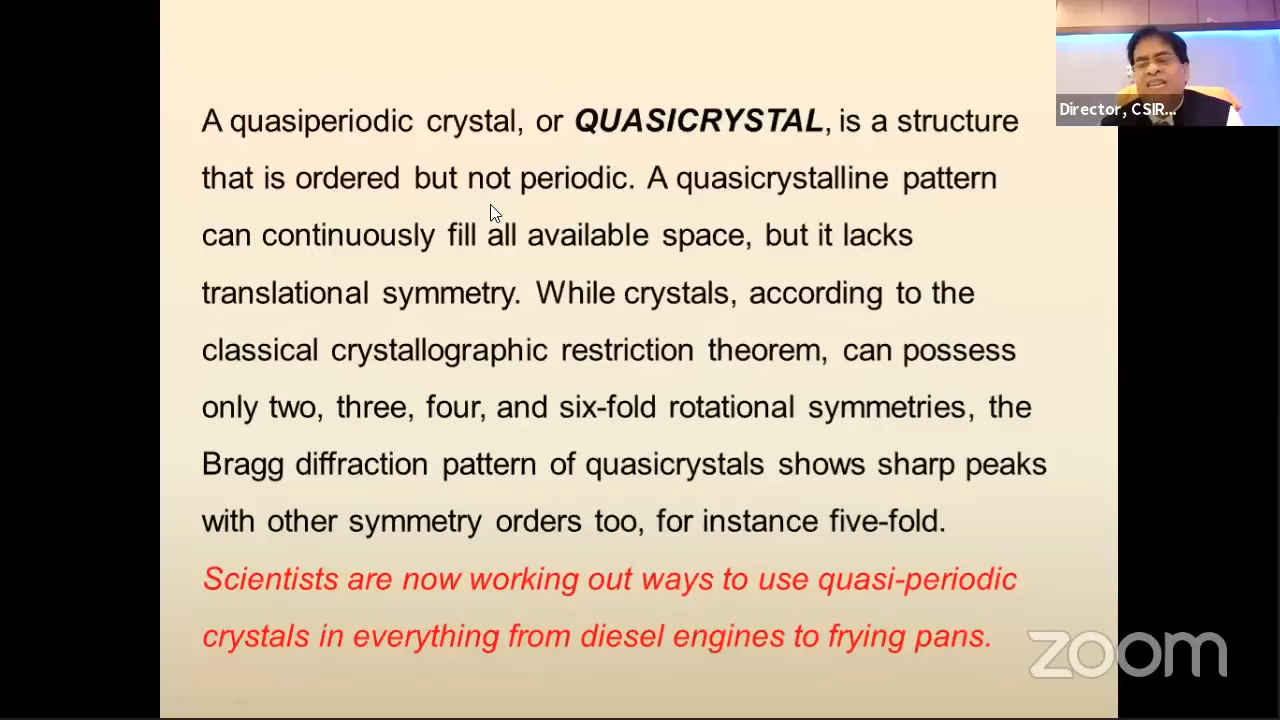 A quasiperiodic crystal, or QUASICRYSTAL, is a structure
that is ordered but not periodic. A quasicrystalline pattern
can continuously fill all available space, but it lacks
translational symmetry. While crystals, according to the
classical crystallographic restriction theorem, can possess
only two, three, four, and six-fold rotational symmetries, the
Bragg diffraction pattern of quasicrystals shows sharp peaks
with other symmetry orders too, for instance five-fold.
Scientists are now working out ways to use quasi-periodic
crystals in everything from diesel engines to frying pans.
Director, CSIR...
zoom